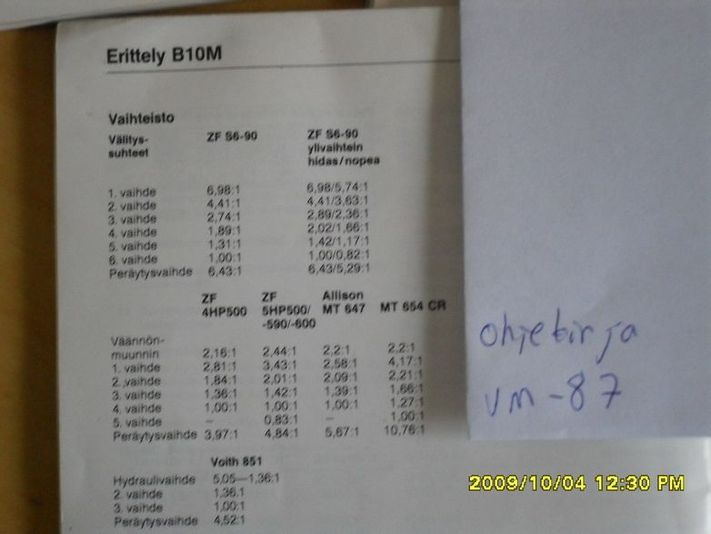 Erittely B10M
Vaihteisto
Välitys- ZF S6-90 ZF S6-90
suhteet ylivaihtein
hidas/nopea
1. vaihde 6,98:1 6,98/5,74:1
2. vaihde 4,41:1 4,41/3,63:1
3. vaihde 2,74:1 2,89/2,36:1
4. vaihde 1,89:1 2,02/1,66:1
5. vaihde 1,31:1 1,42/1,17:1
6. vaihde 1,00:1 1,00/0,82:1
Peräytysvaihde 6,43:1 6,43/5,29:1
ZF ZF Allison
4HP500 5HP500/ MT 647 MT 654 CR
-590/-600
Väännön-
muunnin 2,16:1 2,44:1 2,2:1 2,2:1
1. vaihde 2,81:1 3,43:1 2,58:1 4,17:1
2. vaihde 1,84:1 2,01:1 2,09:1 2,21:1
3. vaihde 1,36:1 1,42:1 1,39:1 1,66:1
4. vaihde 1,00:1 1,00:1 1,00:1 1,27:1
5. vaihde – 0,83:1 – 1,00:1
Peräytysvaihde 3,97:1 4,84:1 5,67:1 10,76:1
Voith 851
Hydraulivaihde 5,05—1,36:1
2. vaihde 1,36:1
3. vaihde 1,00:1
Peräytysvaihde 4,52:1
ohjekirja
vm-87
2009/10/04 12:30 PM